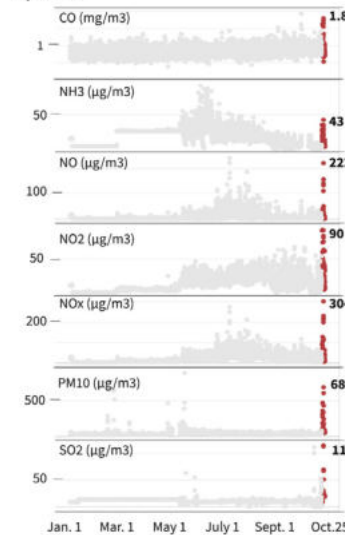 CO (mg/m3)
1.8
1
NH3 (µg/m3)
50
43
NO (µg/m3)
100
NO2 (µg/m3)
90
50
NOx (µg/m3)
200
PM10 (µg/m3)
68
500
SO2 (µg/m3)
11
50
Jan. 1 Mar. 1 May 1 July 1 Sept. 1 Oct.25